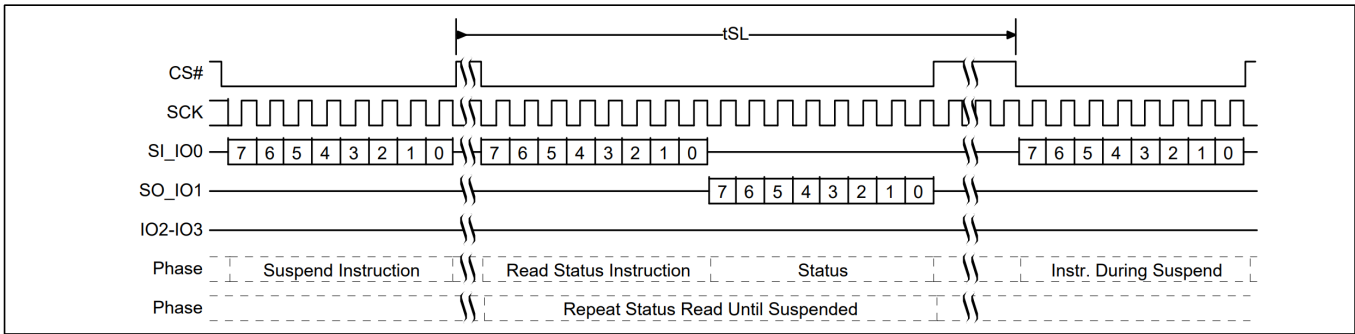 tSL
CS#
SCK
SI_IO0 7 6 5 4 3 2 1 0 7 6 5 4 3 2 1 0 7 6 5 4 3 2 1 0
SO_IO1 7 6 5 4 3 2 1 0
IO2-IO3
Phase Suspend Instruction Read Status Instruction Status Instr. During Suspend
Phase Repeat Status Read Until Suspended